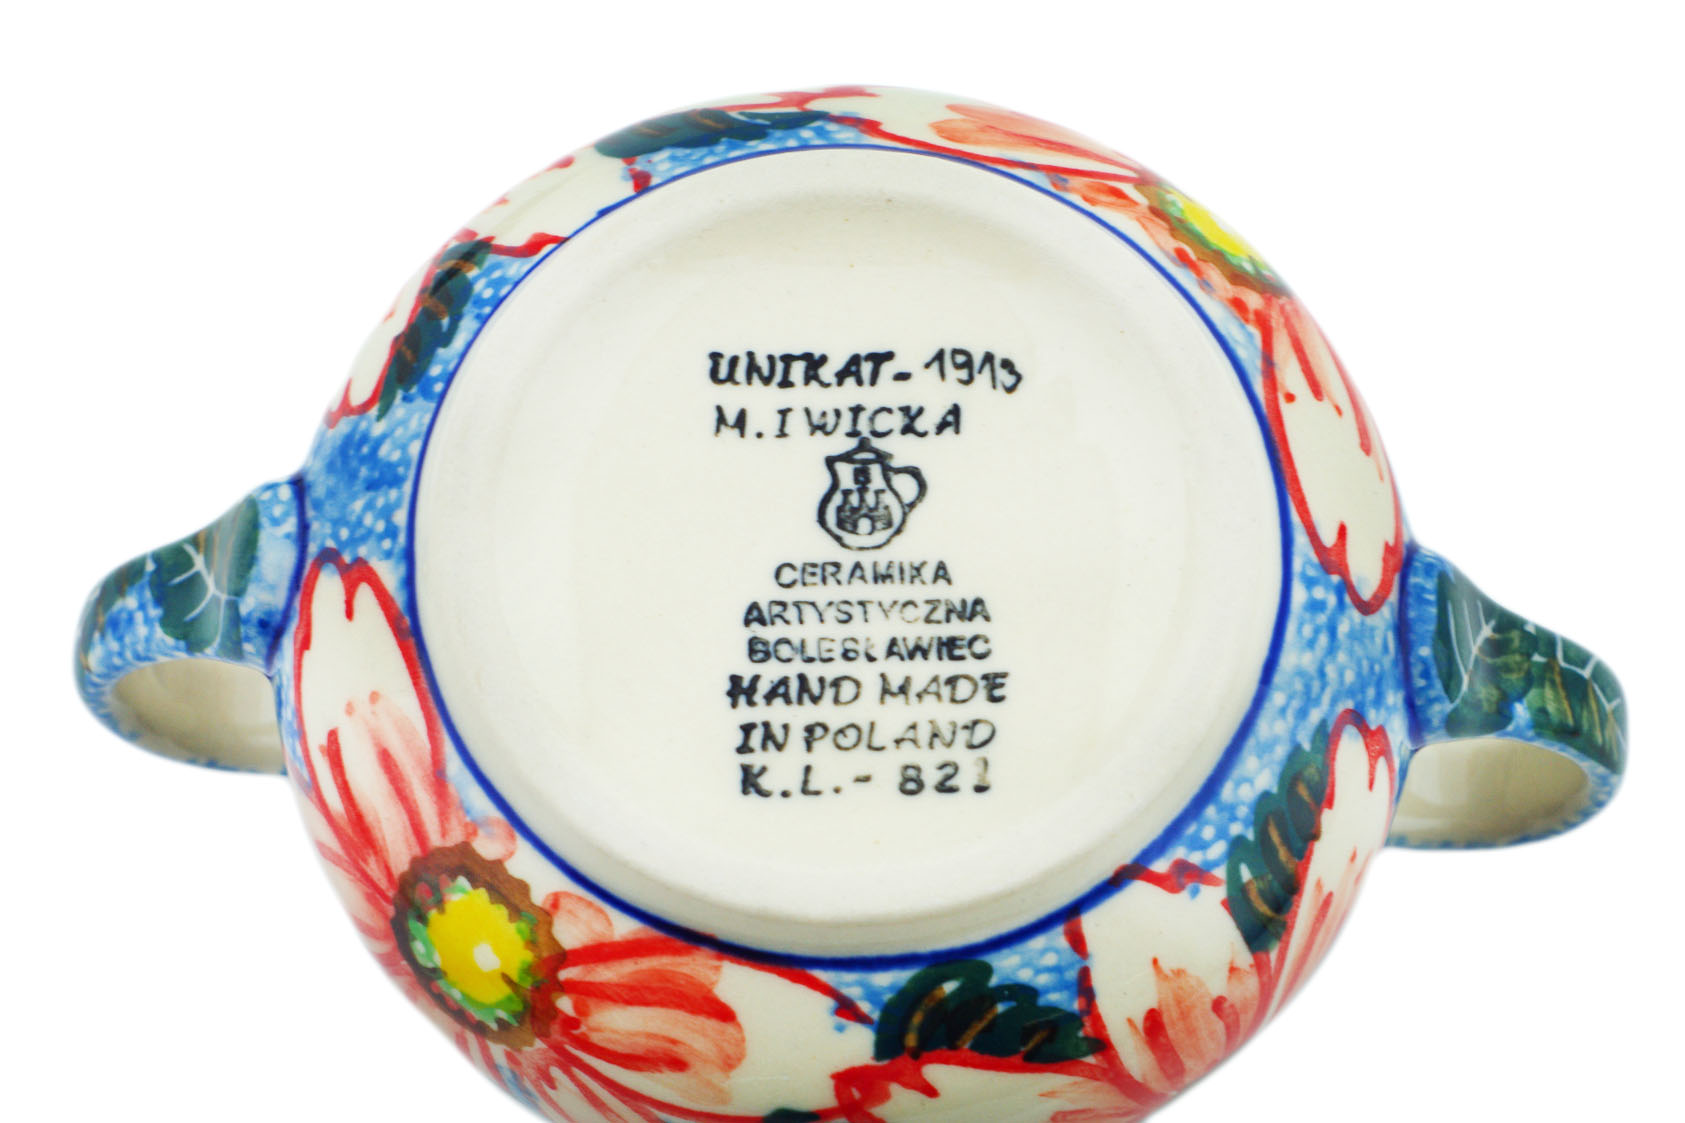 UNIKAT-1913
M.IWICKA
B
CERAMIKA
ARTYSTYCZNA
BOLESŁAWIEC
HAND MADE
IN POLAND
K.L.-821